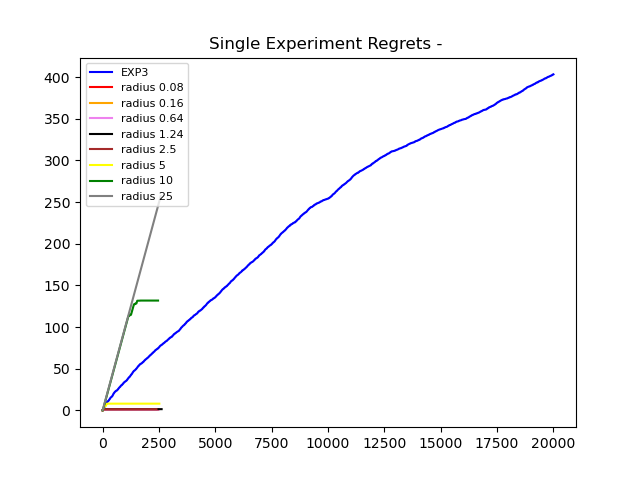 Single Experiment Regrets -
400
350
300
250
200
150
100
50
0
EXP3
radius 0.08
radius 0.16
radius 0.64
radius 1.24
radius 2.5
radius 5
radius 10
radius 25
0 2500 5000 7500 10000 12500 15000 17500 20000